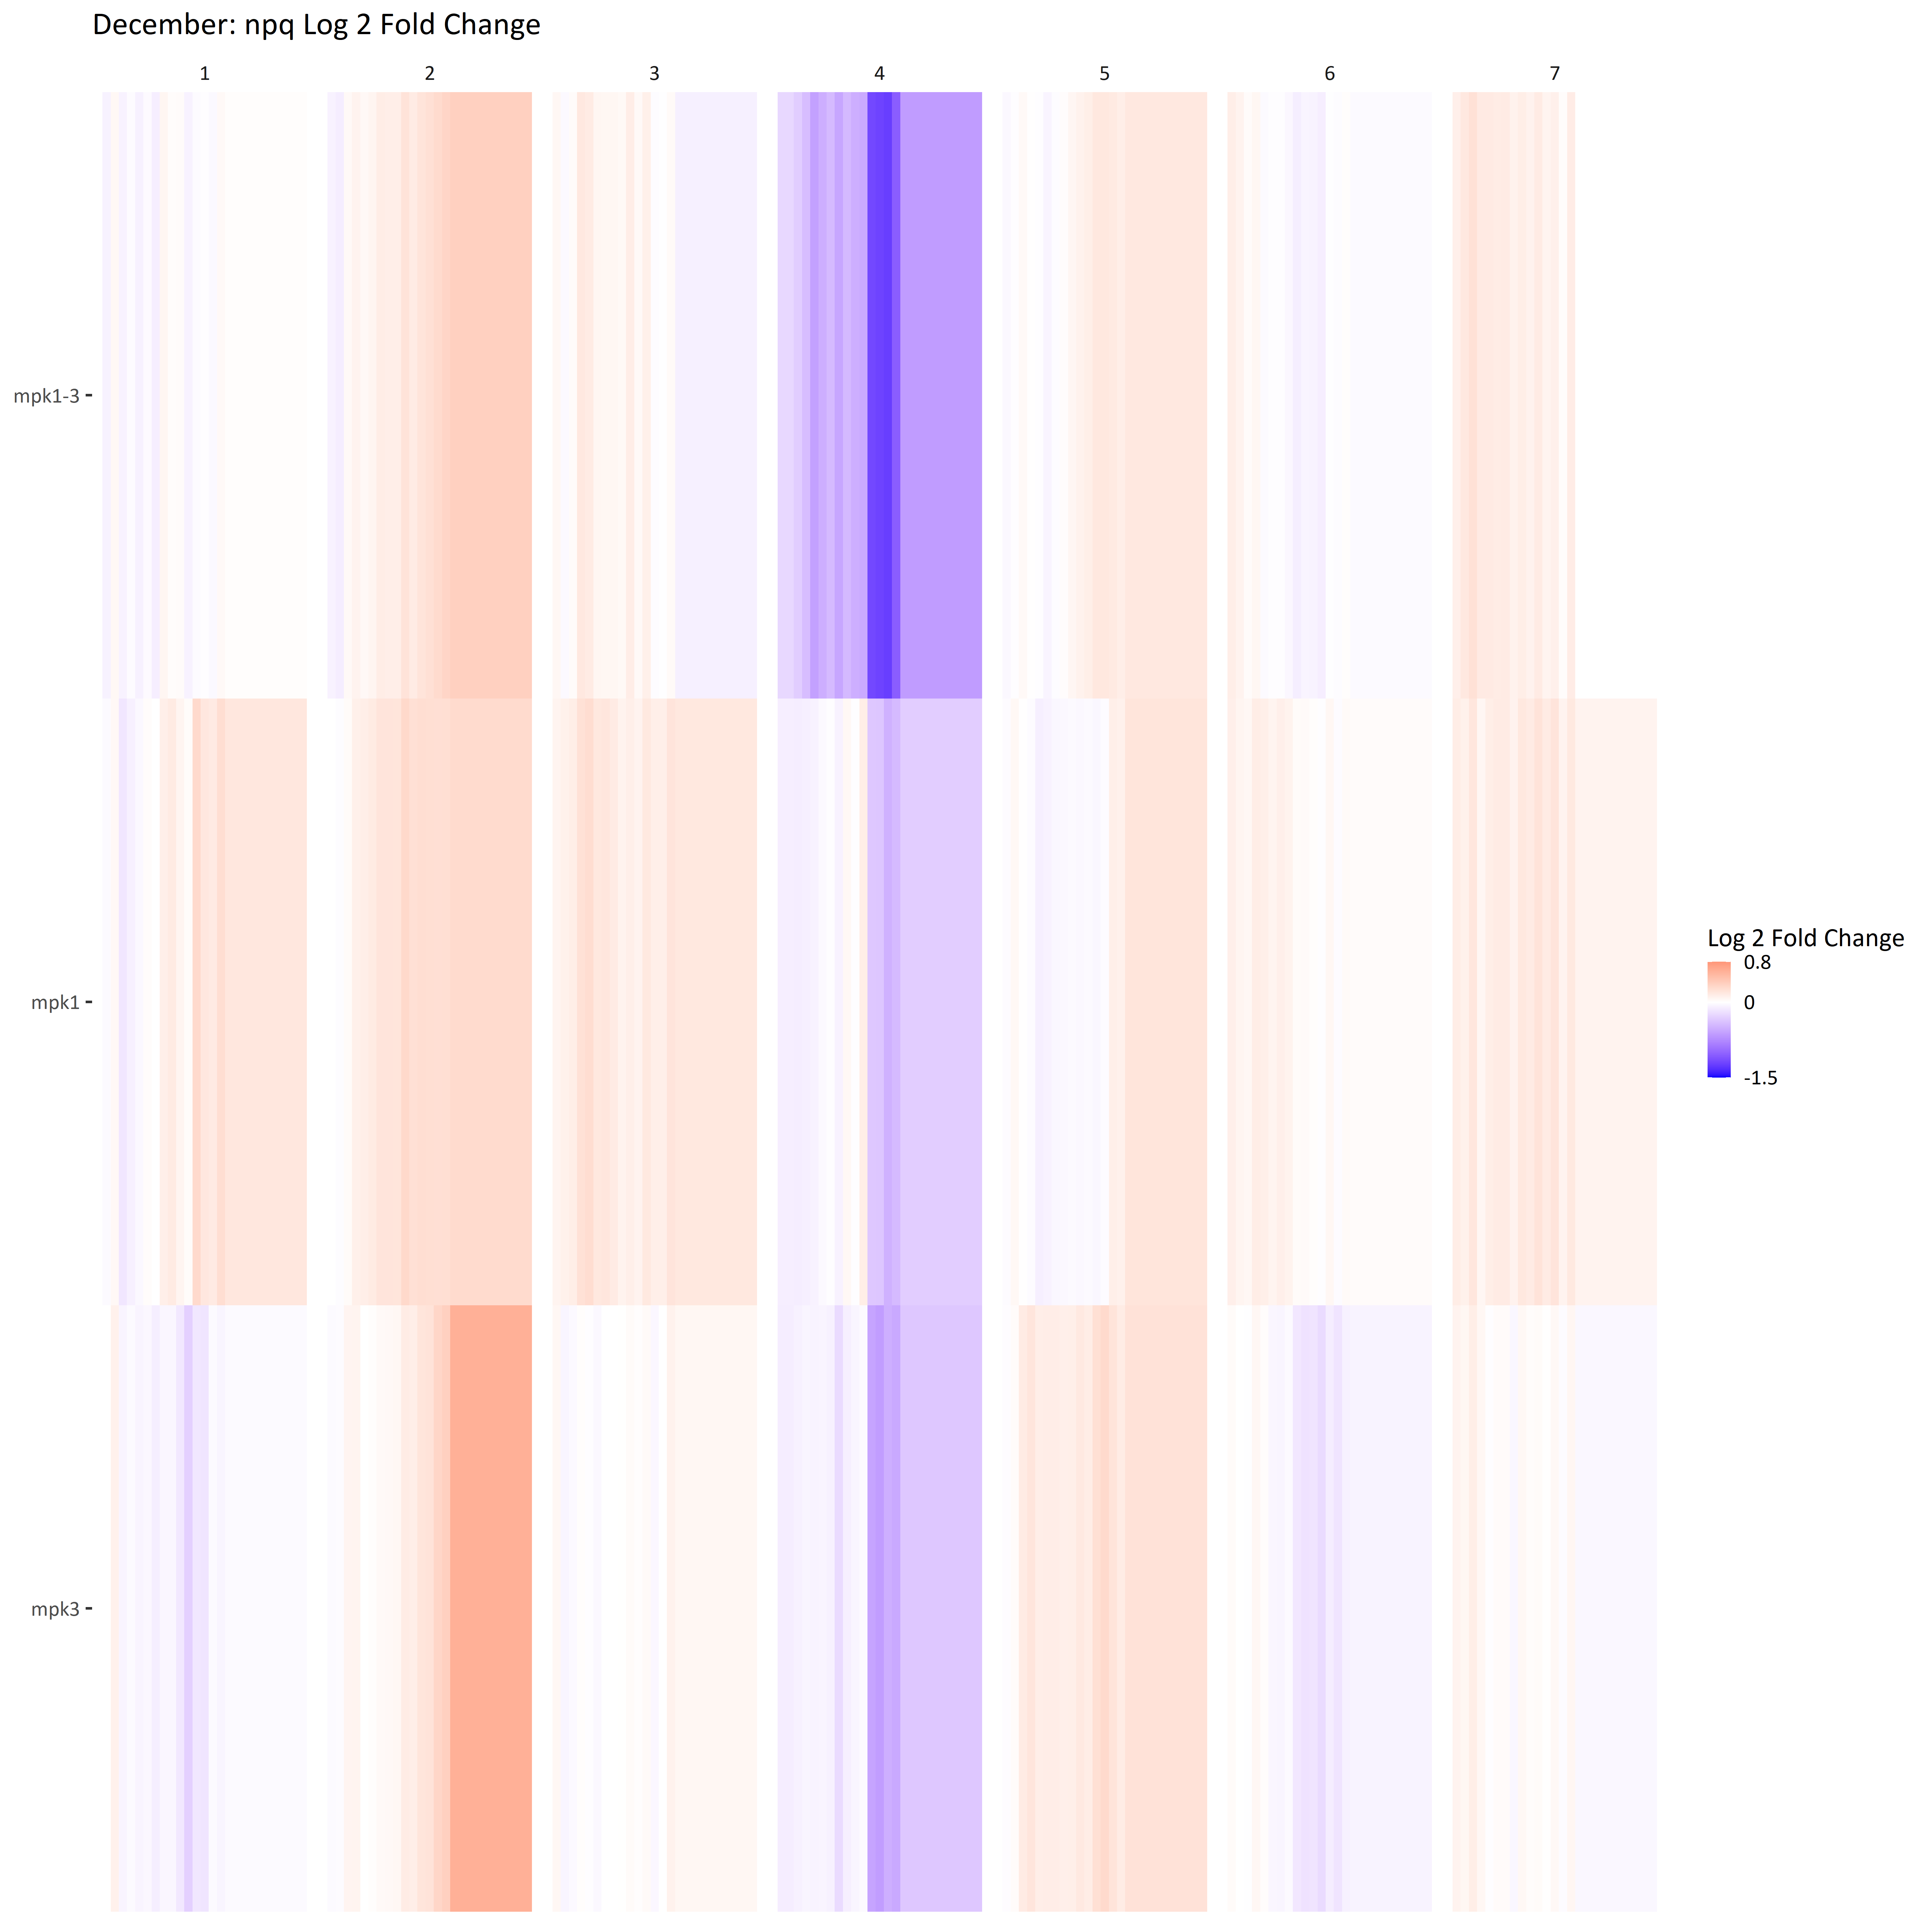 December: npq Log 2 Fold Change
1 2 3 4 5 6 7
mpk1-3
mpk1
mpk3
Log 2 Fold Change
0.8
0
-1.5